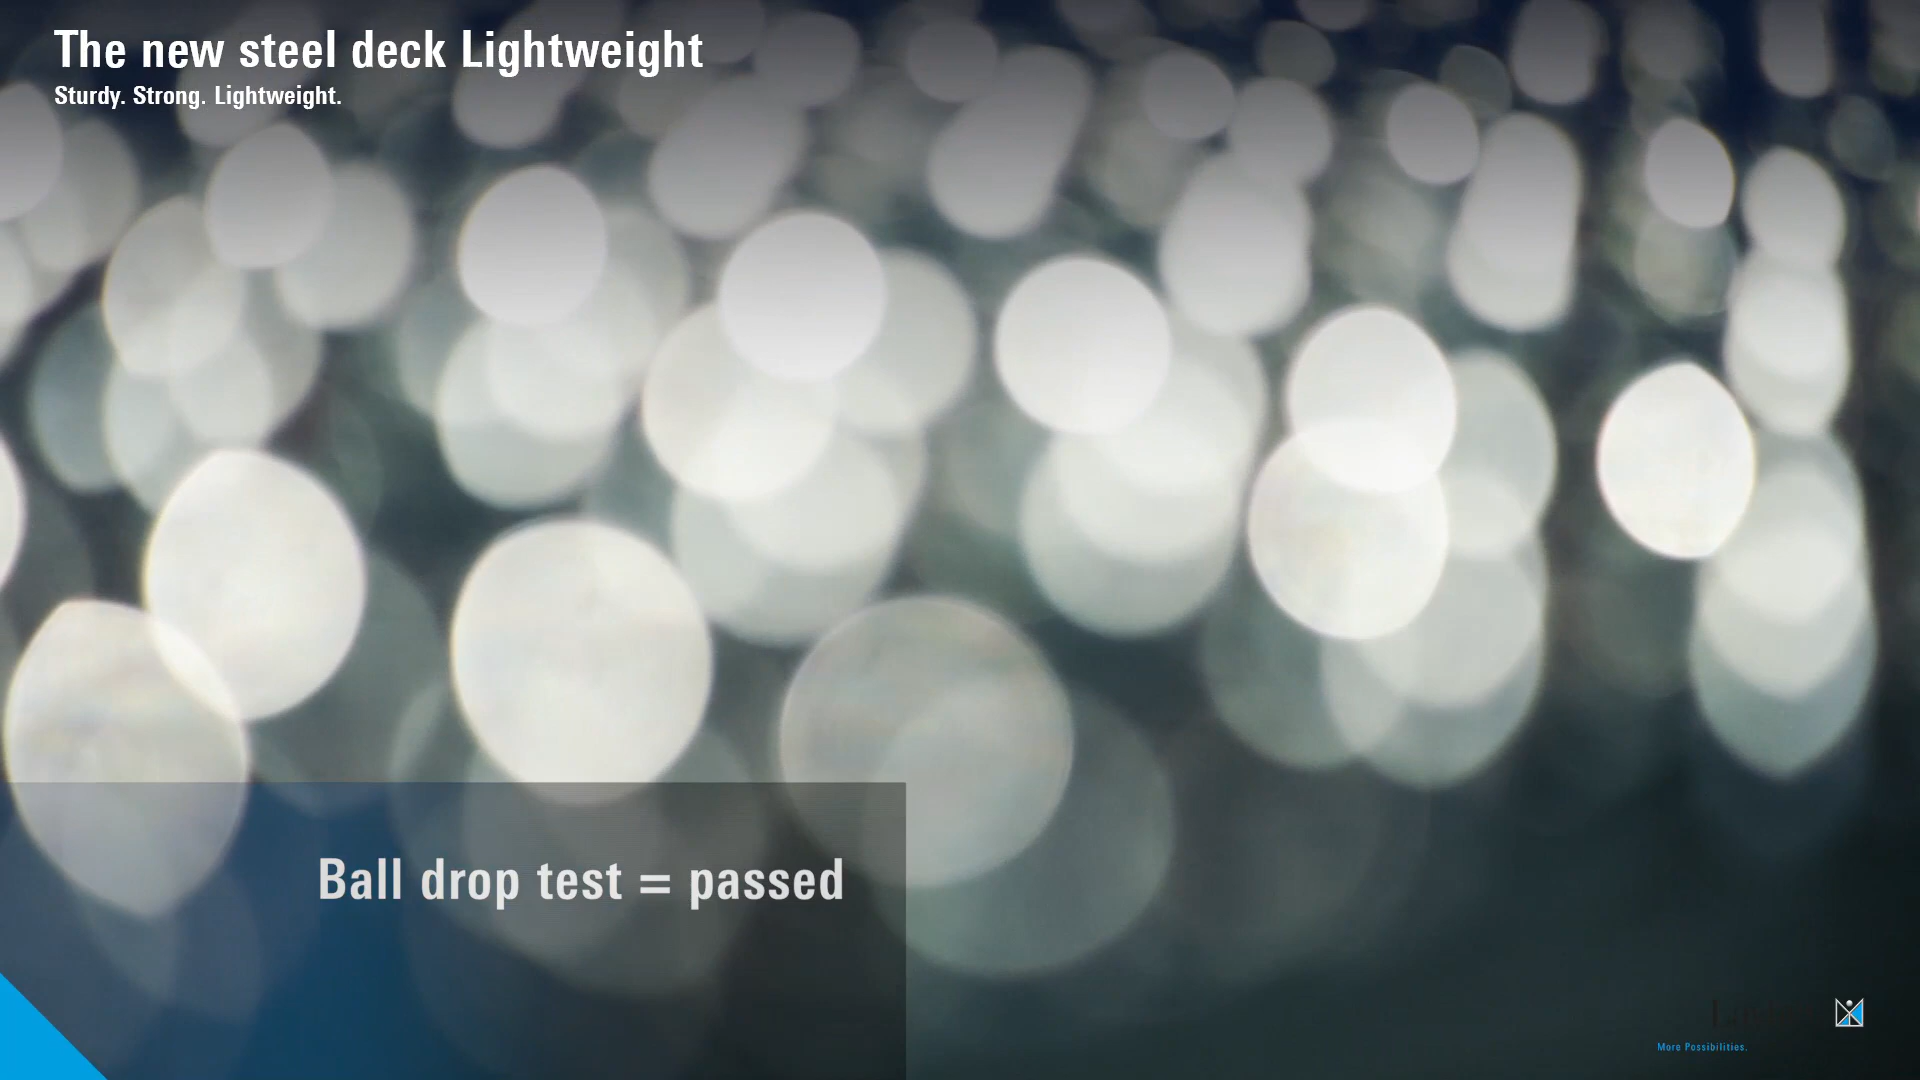 The new steel deck Lightweight
Sturdy. Strong. Lightweight.
Ball drop test = passed
More Possibilities.